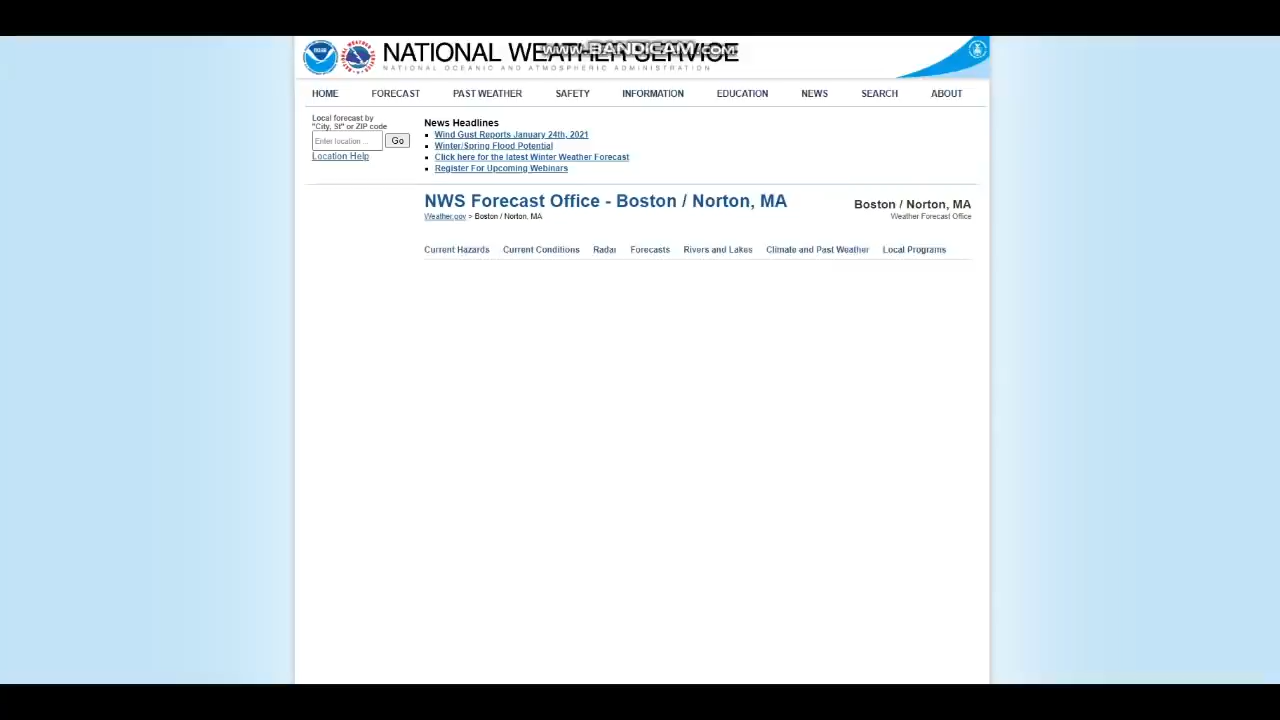 NATIONAL WEATHER SERVICE
www.BANDICAM.com
NATIONAL OCEANIC AND ATMOSPHERIC ADMINISTRATION
HOME FORECAST PAST WEATHER SAFETY INFORMATION EDUCATION NEWS SEARCH ABOUT
Local forecast by
"City, St" or ZIP code
Enter location ... Go
Location Help
News Headlines
Wind Gust Reports January 24th, 2021
Winter/Spring Flood Potential
Click here for the latest Winter Weather Forecast
Register For Upcoming Webinars
NWS Forecast Office - Boston / Norton, MA
Weather.gov > Boston / Norton, MA
Boston / Norton, MA
Weather Forecast Office
Current Hazards Current Conditions Radar Forecasts Rivers and Lakes Climate and Past Weather Local Programs